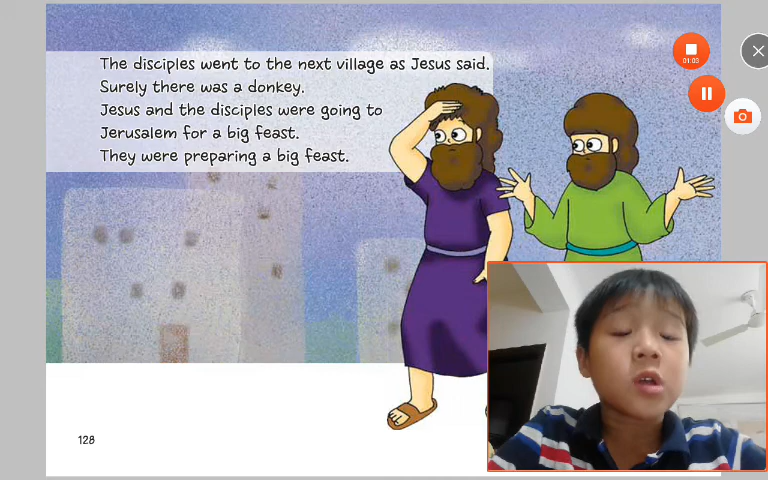 The disciples went to the next village as Jesus said.
Surely there was a donkey.
Jesus and the disciples were going to
Jerusalem for a big feast.
They were preparing a big feast.
01:03
128